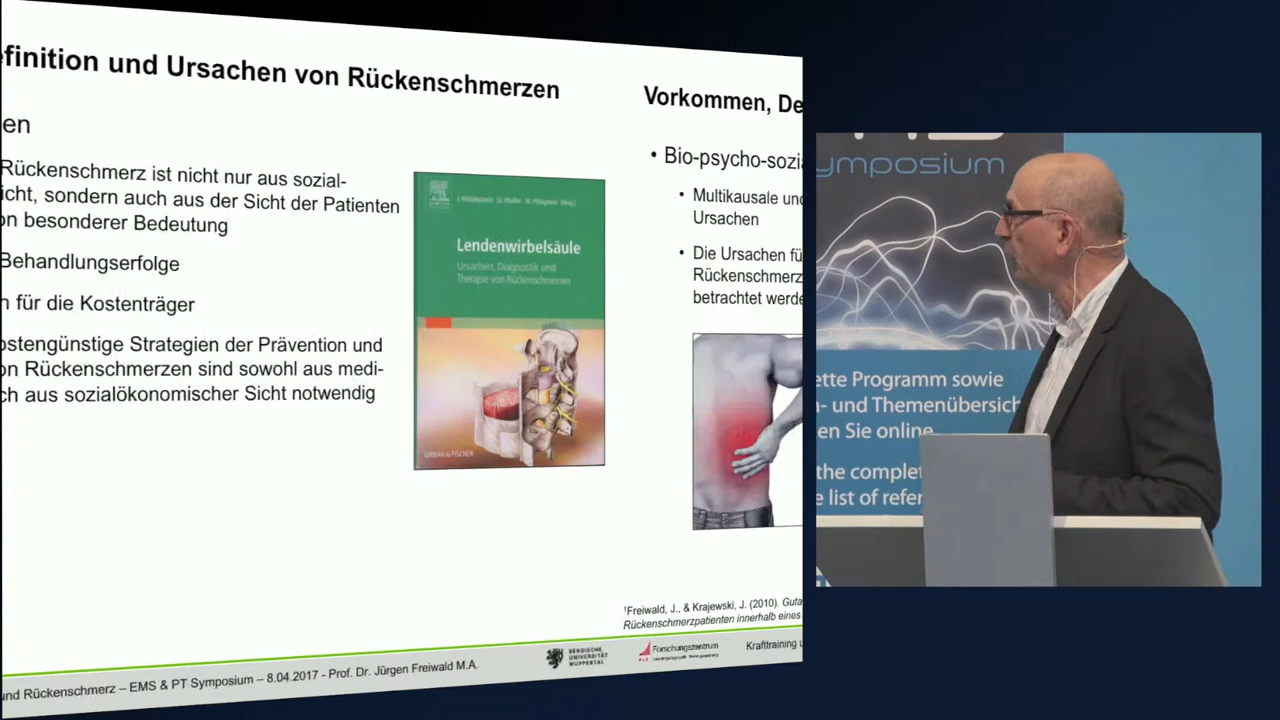 finition und Ursachen von Rückenschmerzen
en
Rückenschmerz ist nicht nur aus sozial-
icht, sondern auch aus der Sicht der Patienten
on besonderer Bedeutung
Behandlungserfolge
n für die Kostenträger
ostengünstige Strategien der Prävention und
on Rückenschmerzen sind sowohl aus medi-
ch aus sozialökonomischer Sicht notwendig
Lendenwirbelsäule
Ursachen, Diagnostik und
Therapie von Rückenschmerzen
URBAN & FISCHER
und Rückenschmerz – EMS & PT Symposium – 8.04.2017 - Prof. Dr. Jürgen Freiwald M.A.
BERGISCHE
UNIVERSITÄT
WUPPERTAL
Vorkommen, De
• Bio-psycho-sozia
• Multikausale und
Ursachen
• Die Ursachen fü
Rückenschmerz
betrachtet werde
¹Freiwald, J., & Krajewski, J. (2010). Guta
Rückenschmerzpatienten innerhalb eines
Forschungszentrum
Krafttraining u
ymposium
ette Programm sowie
n- und Themenübersich
en Sie online
the complet
e list of refer